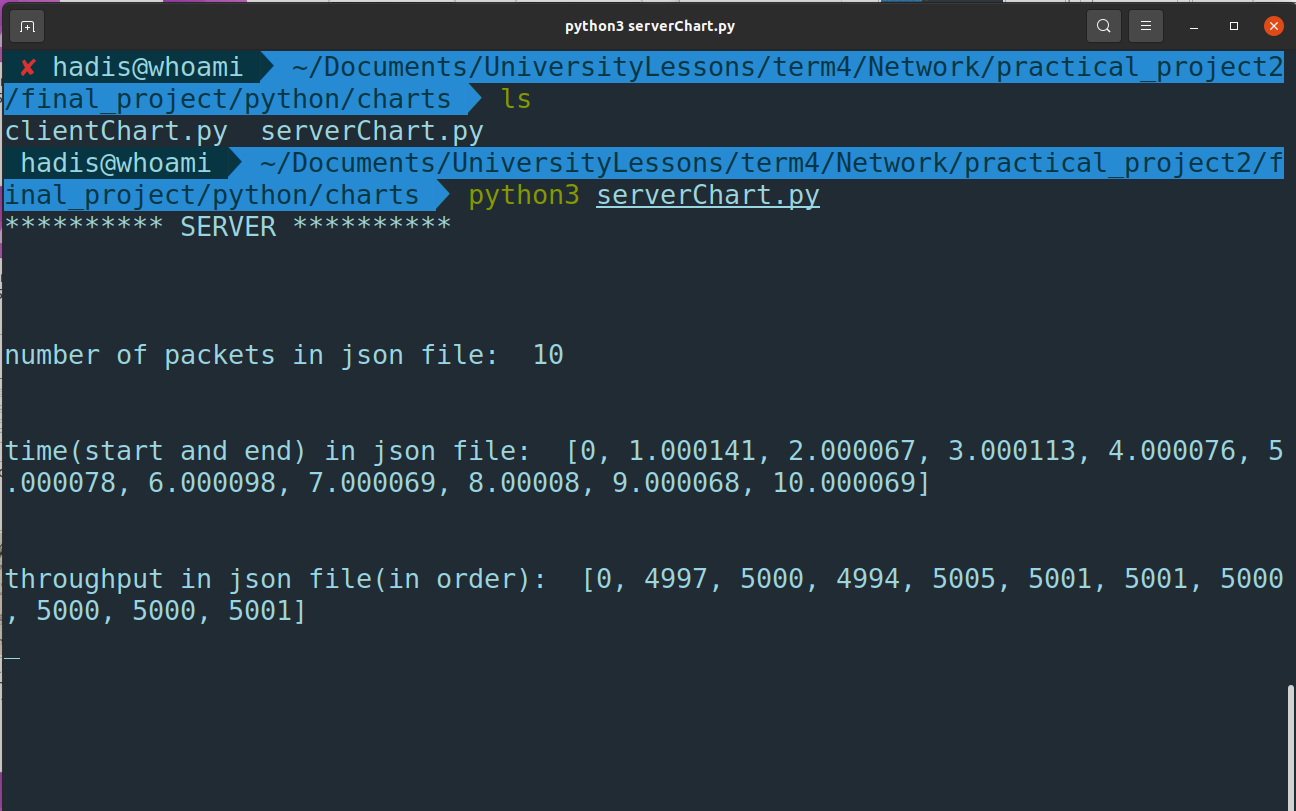 python3 serverChart.py
✘ hadis@whoami ~/Documents/UniversityLessons/term4/Network/practical_project2
/final_project/python/charts ls
clientChart.py  serverChart.py
hadis@whoami ~/Documents/UniversityLessons/term4/Network/practical_project2/f
inal_project/python/charts python3 serverChart.py
********** SERVER **********
number of packets in json file:  10
time(start and end) in json file:  [0, 1.000141, 2.000067, 3.000113, 4.000076, 5
.000078, 6.000098, 7.000069, 8.00008, 9.000068, 10.000069]
throughput in json file(in order):  [0, 4997, 5000, 4994, 5005, 5001, 5001, 5000
, 5000, 5000, 5001]